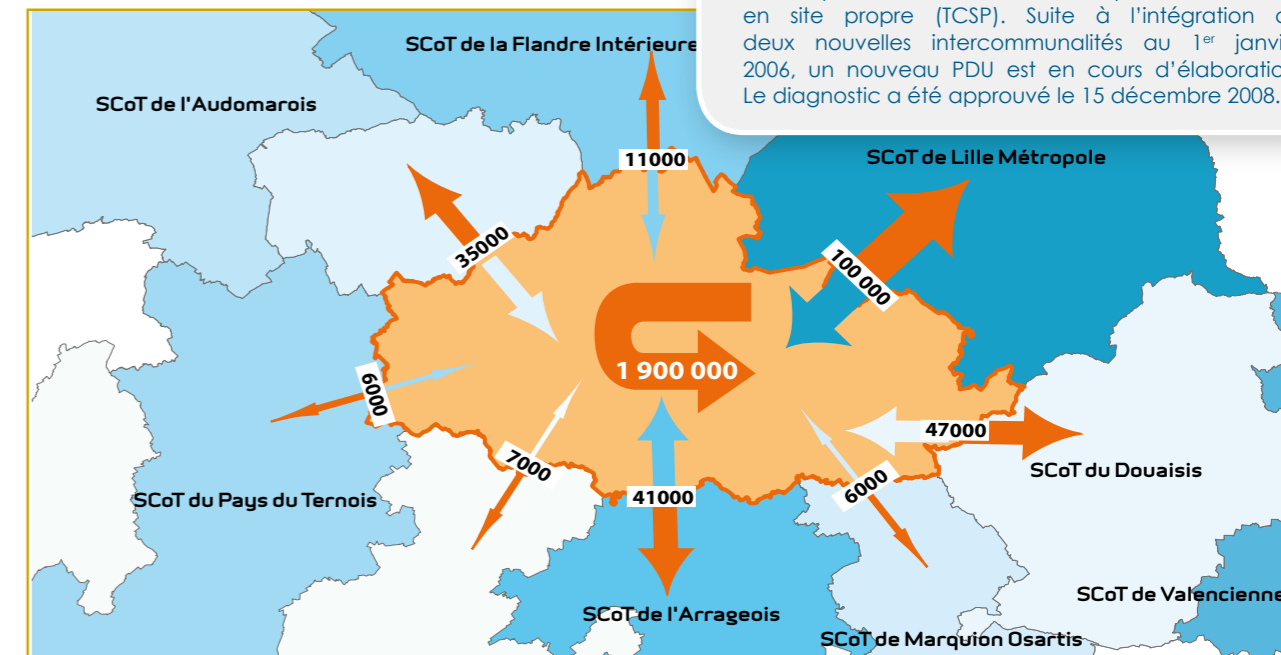 en site propre (TCSP). Suite à l'intégration
deux nouvelles intercommunalités au 1er
2006, un nouveau PDU est en cours
Le diagnostic a été approuvé le 15 décembre 2008.
SCoT de la Flandre Intérieure
SCoT de l'Audomarois
SCoT de Lille Métropole
11000
35000
100 000
1 900 000
6000
47000
7000
SCoT du Douaisis
6000
SCoT du Pays du Ternois
41000
SCoT de l'Arrageois
SCoT de Valencienne
SCoT de Marquion Osartis